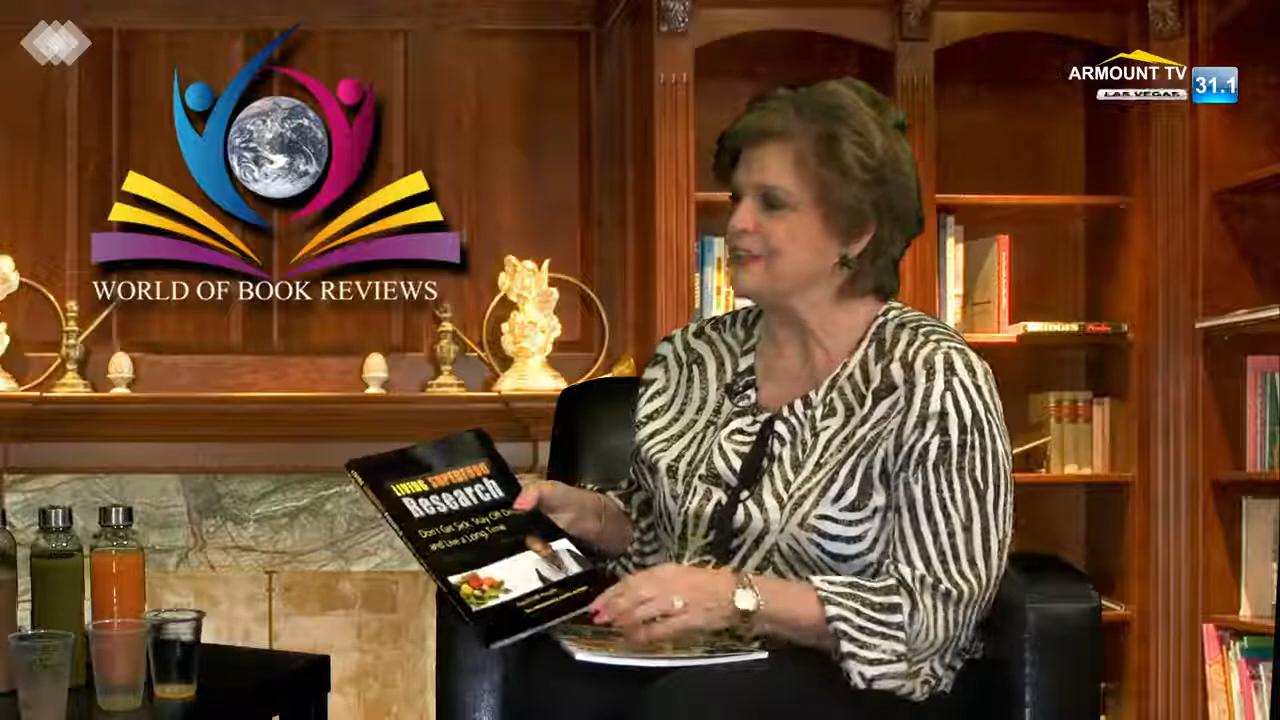 ARMOUNT TV
LAS VEGAS
31.1
WORLD OF BOOK REVIEWS
BRIDGES
LIVING SUPERFOOD
Research
Don't Get Sick, Stay Off
and Live a Long Time